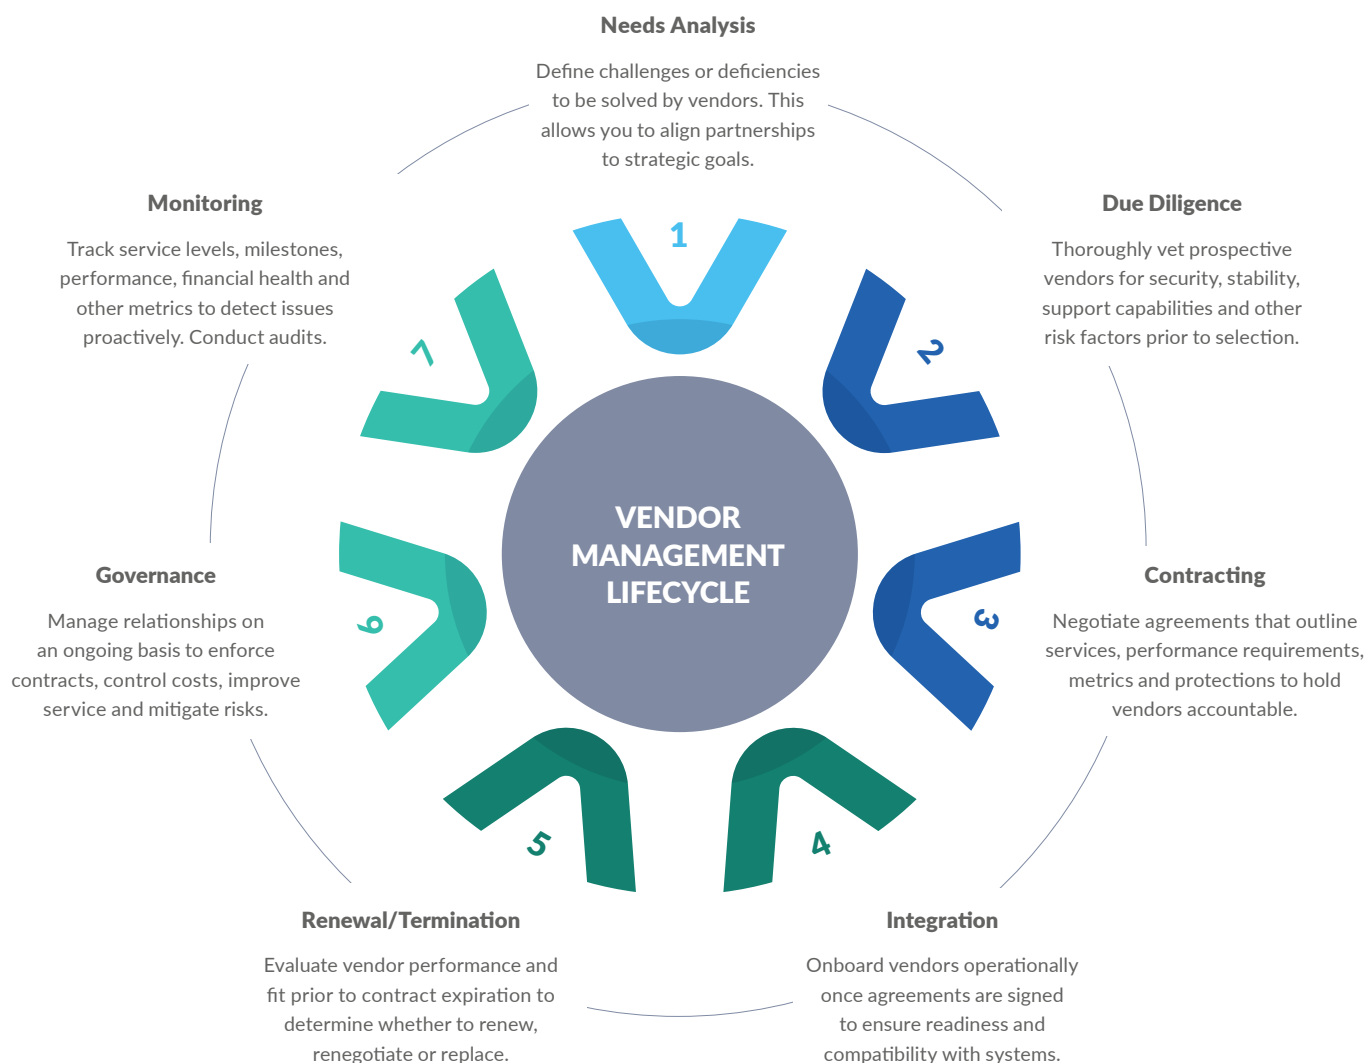 Needs Analysis
Define challenges or deficiencies
to be solved by vendors. This
allows you to align partnerships
to strategic goals.
1
Due Diligence
Thoroughly vet prospective
vendors for security, stability,
support capabilities and other
risk factors prior to selection.
2
Contracting
Negotiate agreements that outline
services, performance requirements,
metrics and protections to hold
vendors accountable.
3
Integration
Onboard vendors operationally
once agreements are signed
to ensure readiness and
compatibility with systems.
4
Renewal/Termination
Evaluate vendor performance and
fit prior to contract expiration to
determine whether to renew,
renegotiate or replace.
5
Governance
Manage relationships on
an ongoing basis to enforce
contracts, control costs, improve
service and mitigate risks.
6
Monitoring
Track service levels, milestones,
performance, financial health and
other metrics to detect issues
proactively. Conduct audits.
7
VENDOR
MANAGEMENT
LIFECYCLE